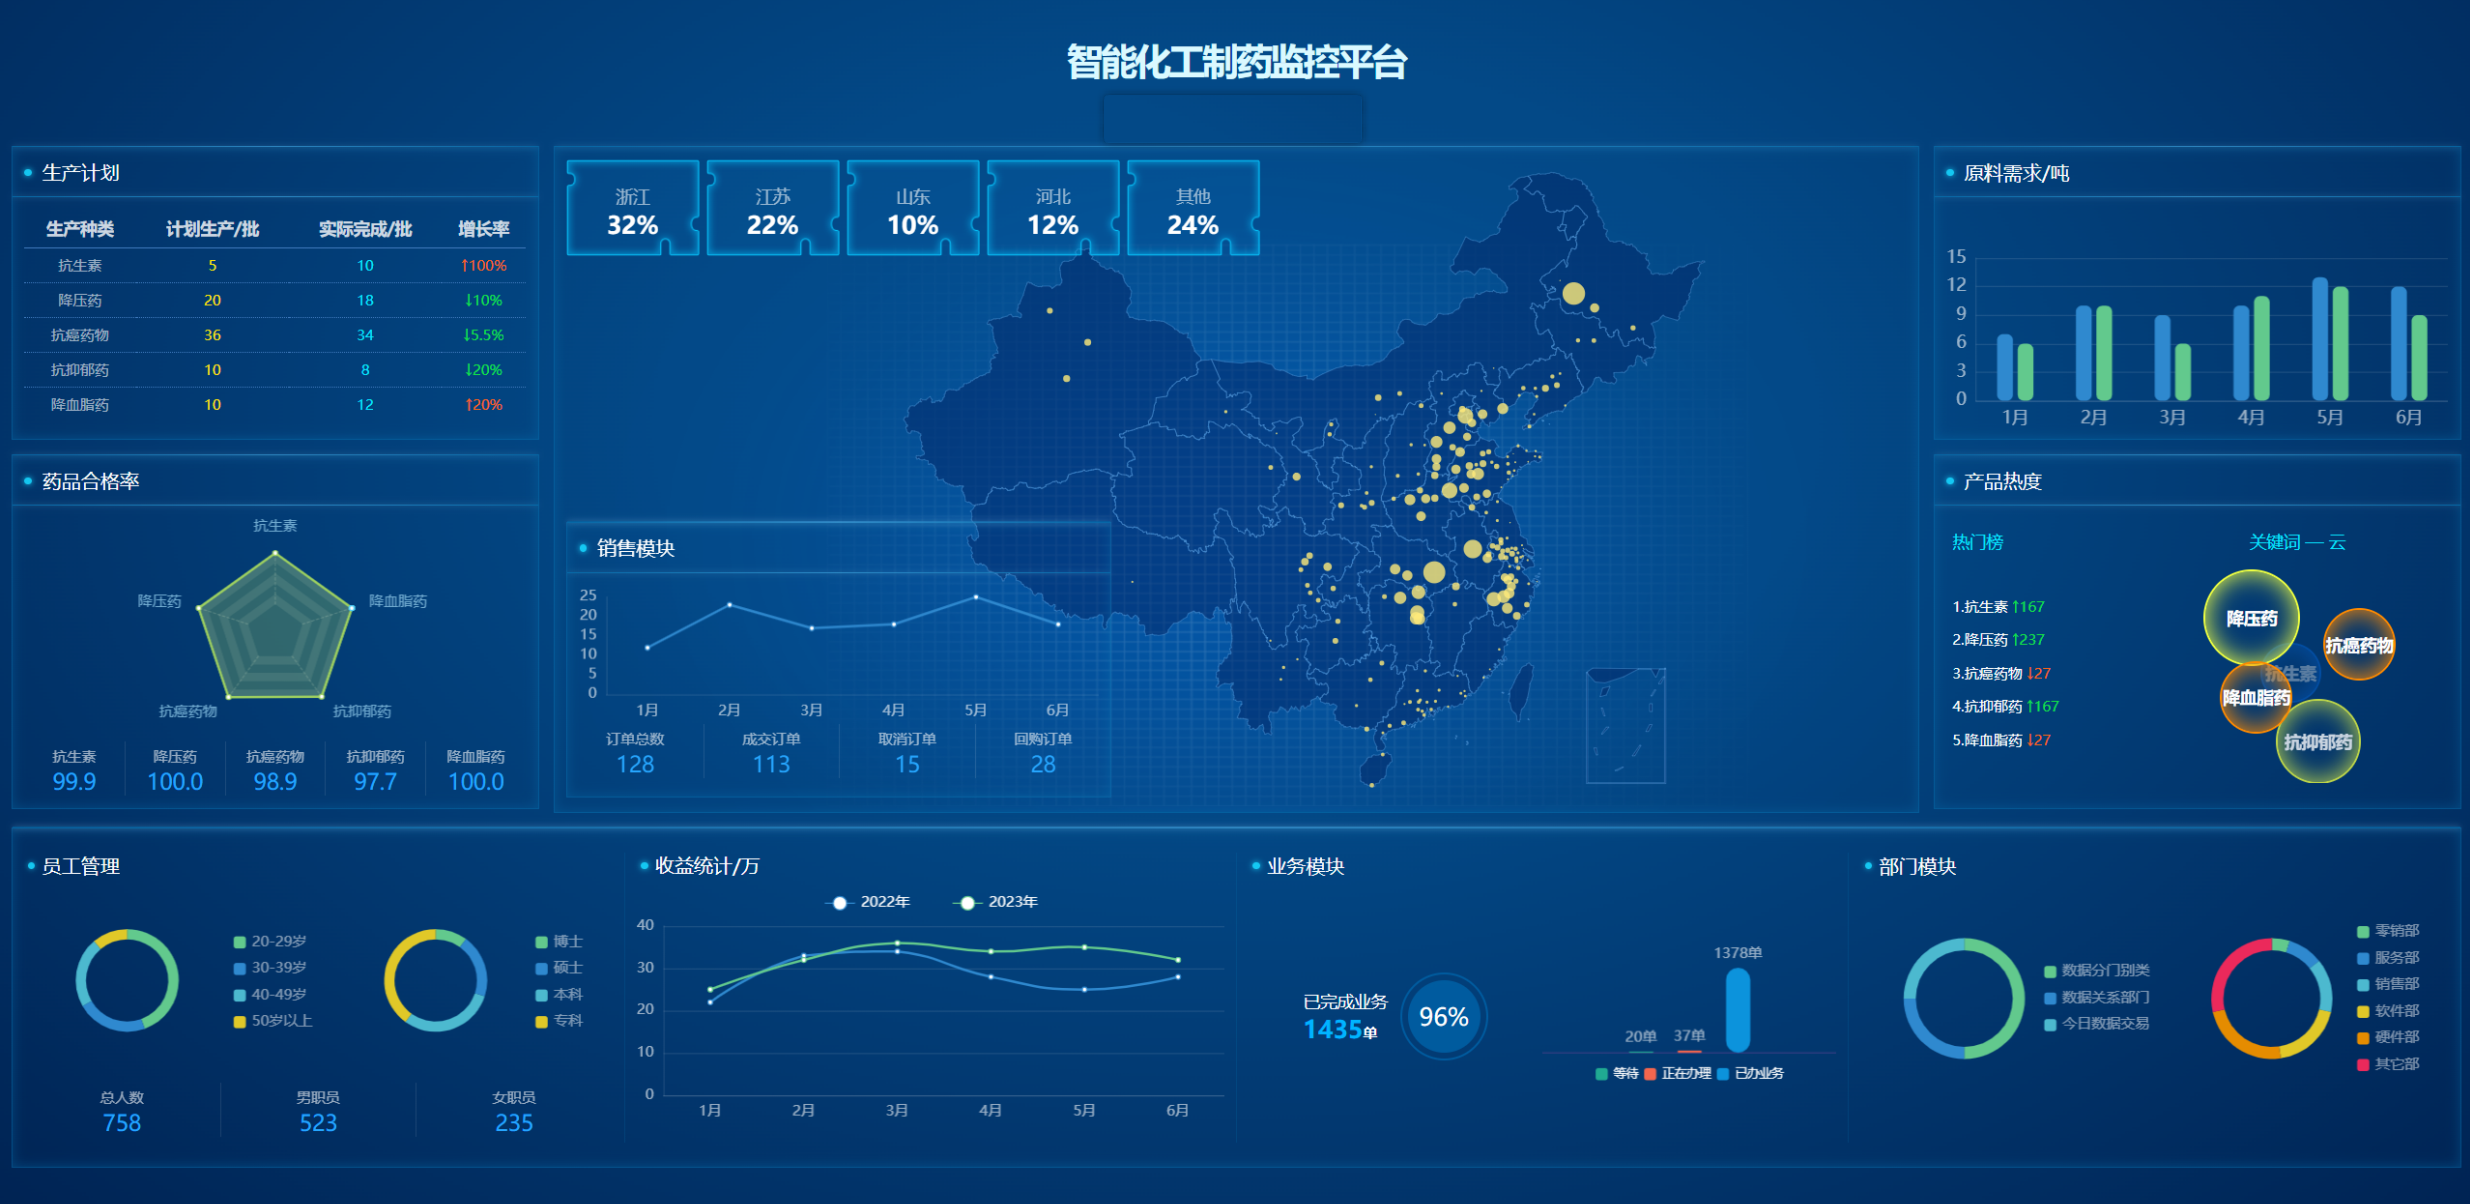 智能化工制药监控平台
生产计划
生产种类 计划生产/批 实际完成/批 增长率
抗生素 5 10 ↑100%
降压药 20 18 ↓10%
抗癌药物 36 34 ↓5.5%
抗抑郁药 10 8 ↓20%
降血脂药 10 12 ↑20%
药品合格率
抗生素
降压药 降血脂药
抗癌药物 抗抑郁药
抗生素 降压药 抗癌药物 抗抑郁药 降血脂药
99.9 100.0 98.9 97.7 100.0
浙江 江苏 山东 河北 其他
32% 22% 10% 12% 24%
销售模块
25
20
15
10
5
0
1月 2月 3月 4月 5月 6月
订单总数 成交订单 取消订单 回购订单
128 113 15 28
原料需求/吨
15
12
9
6
3
0
1月 2月 3月 4月 5月 6月
产品热度
热门榜 关键词 — 云
1.抗生素 ↑167
2.降压药 ↑237
3.抗癌药物 ↓27
4.抗抑郁药 ↑167
5.降血脂药 ↓27
降压药
抗癌药物
抗生素
降血脂药
抗抑郁药
员工管理
20-29岁
30-39岁
40-49岁
50岁以上
博士
硕士
本科
专科
总人数 男职员 女职员
758 523 235
收益统计/万
2022年 2023年
40
30
20
10
0
1月 2月 3月 4月 5月 6月
业务模块
已完成业务
1435单
96%
20单 37单 1378单
等待 正在办理 已办业务
部门模块
数据分门别类
数据关系部门
今日数据交易
零销部
服务部
销售部
软件部
硬件部
其它部